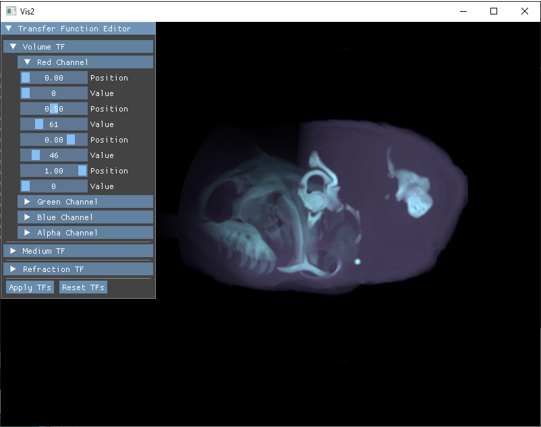 Vis2
Transfer Function Editor
Volume TF
Red Channel
0.00 Position
0 Value
0.50 Position
61 Value
0.80 Position
46 Value
1.00 Position
0 Value
Green Channel
Blue Channel
Alpha Channel
Medium TF
Refraction TF
Apply TFs Reset TFs